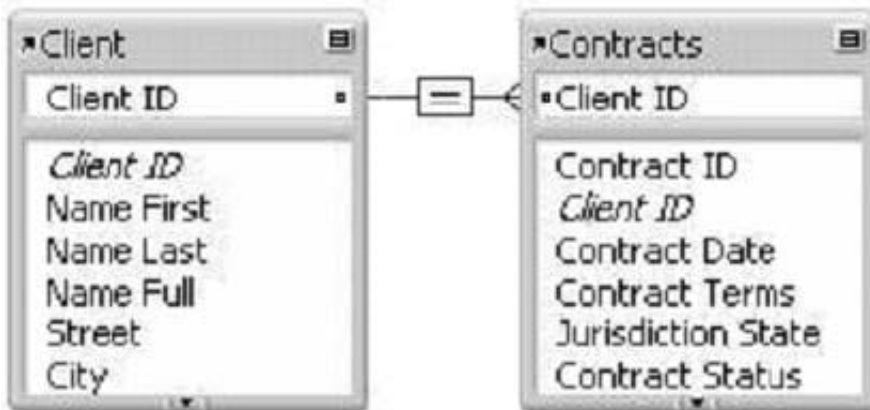 Client
Client ID
Client ID
Name First
Name Last
Name Full
Street
City
Contracts
Client ID
Contract ID
Client ID
Contract Date
Contract Terms
Jurisdiction State
Contract Status